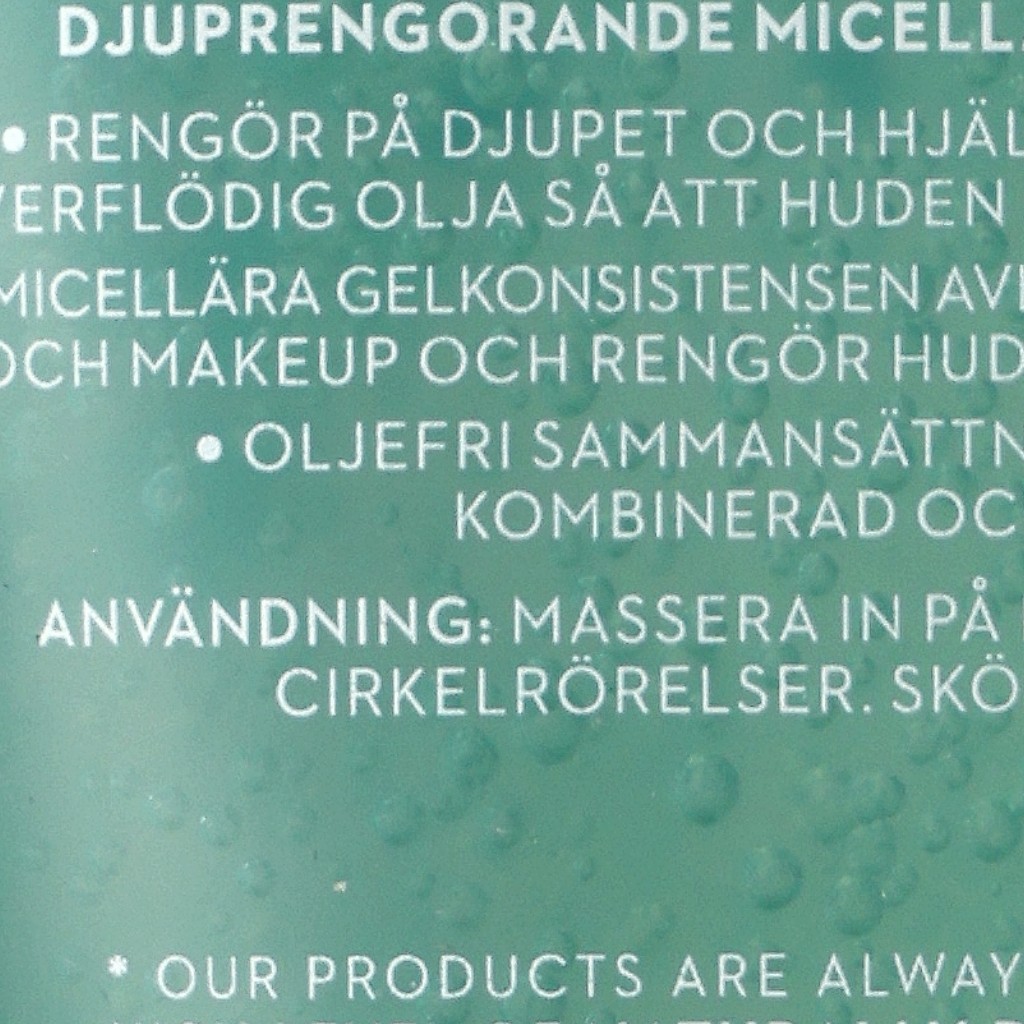 DJUPRENGÖRANDE MICELL
• RENGÖR PÅ DJUPET OCH HJÄL
VERFLÖDIG OLJA SÅ ATT HUDEN
MICELLÄRA GELKONSISTENSEN AV
OCH MAKEUP OCH RENGÖR HUD
• OLJEFRI SAMMANSÄTTN
KOMBINERAD OC
ANVÄNDNING: MASSERA IN PÅ
CIRKELRÖRELSER. SKÖ
* OUR PRODUCTS ARE ALWAY